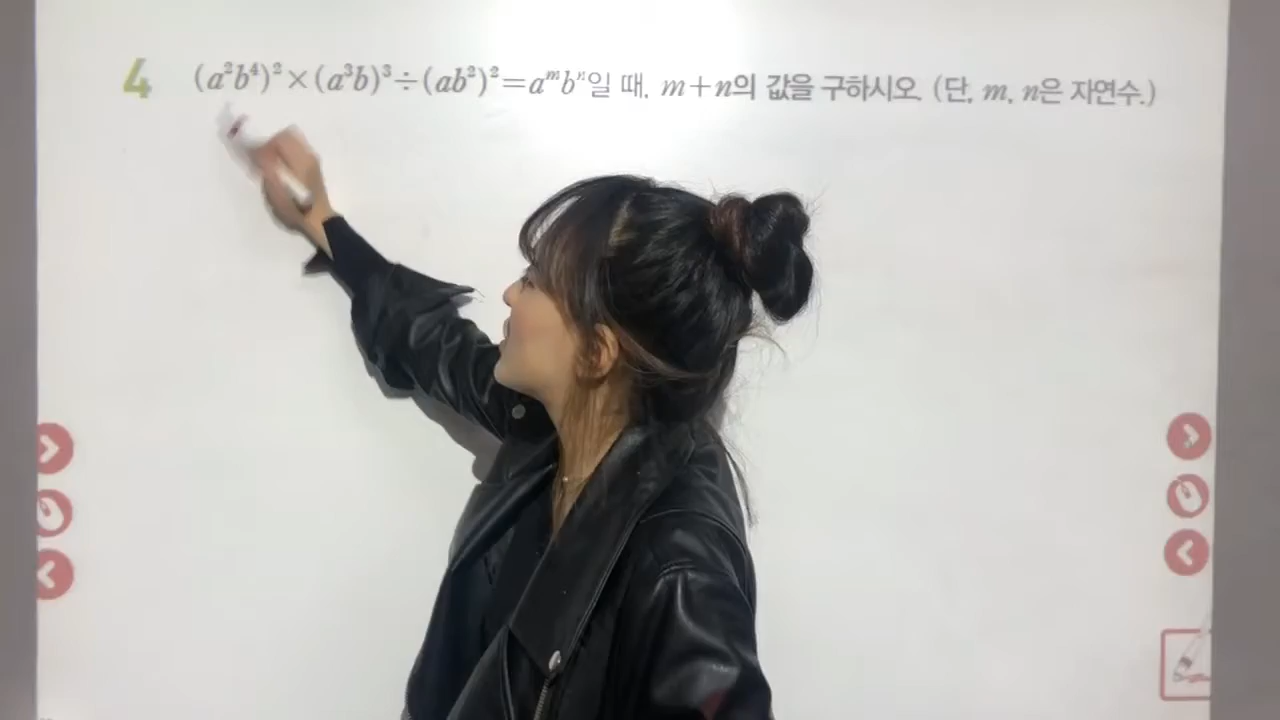 4 (a²b⁴)²×(a³b)³÷(ab²)²=aᵐbⁿ일 때, m+n의 값을 구하시오. (단, m, n은 자연수.)